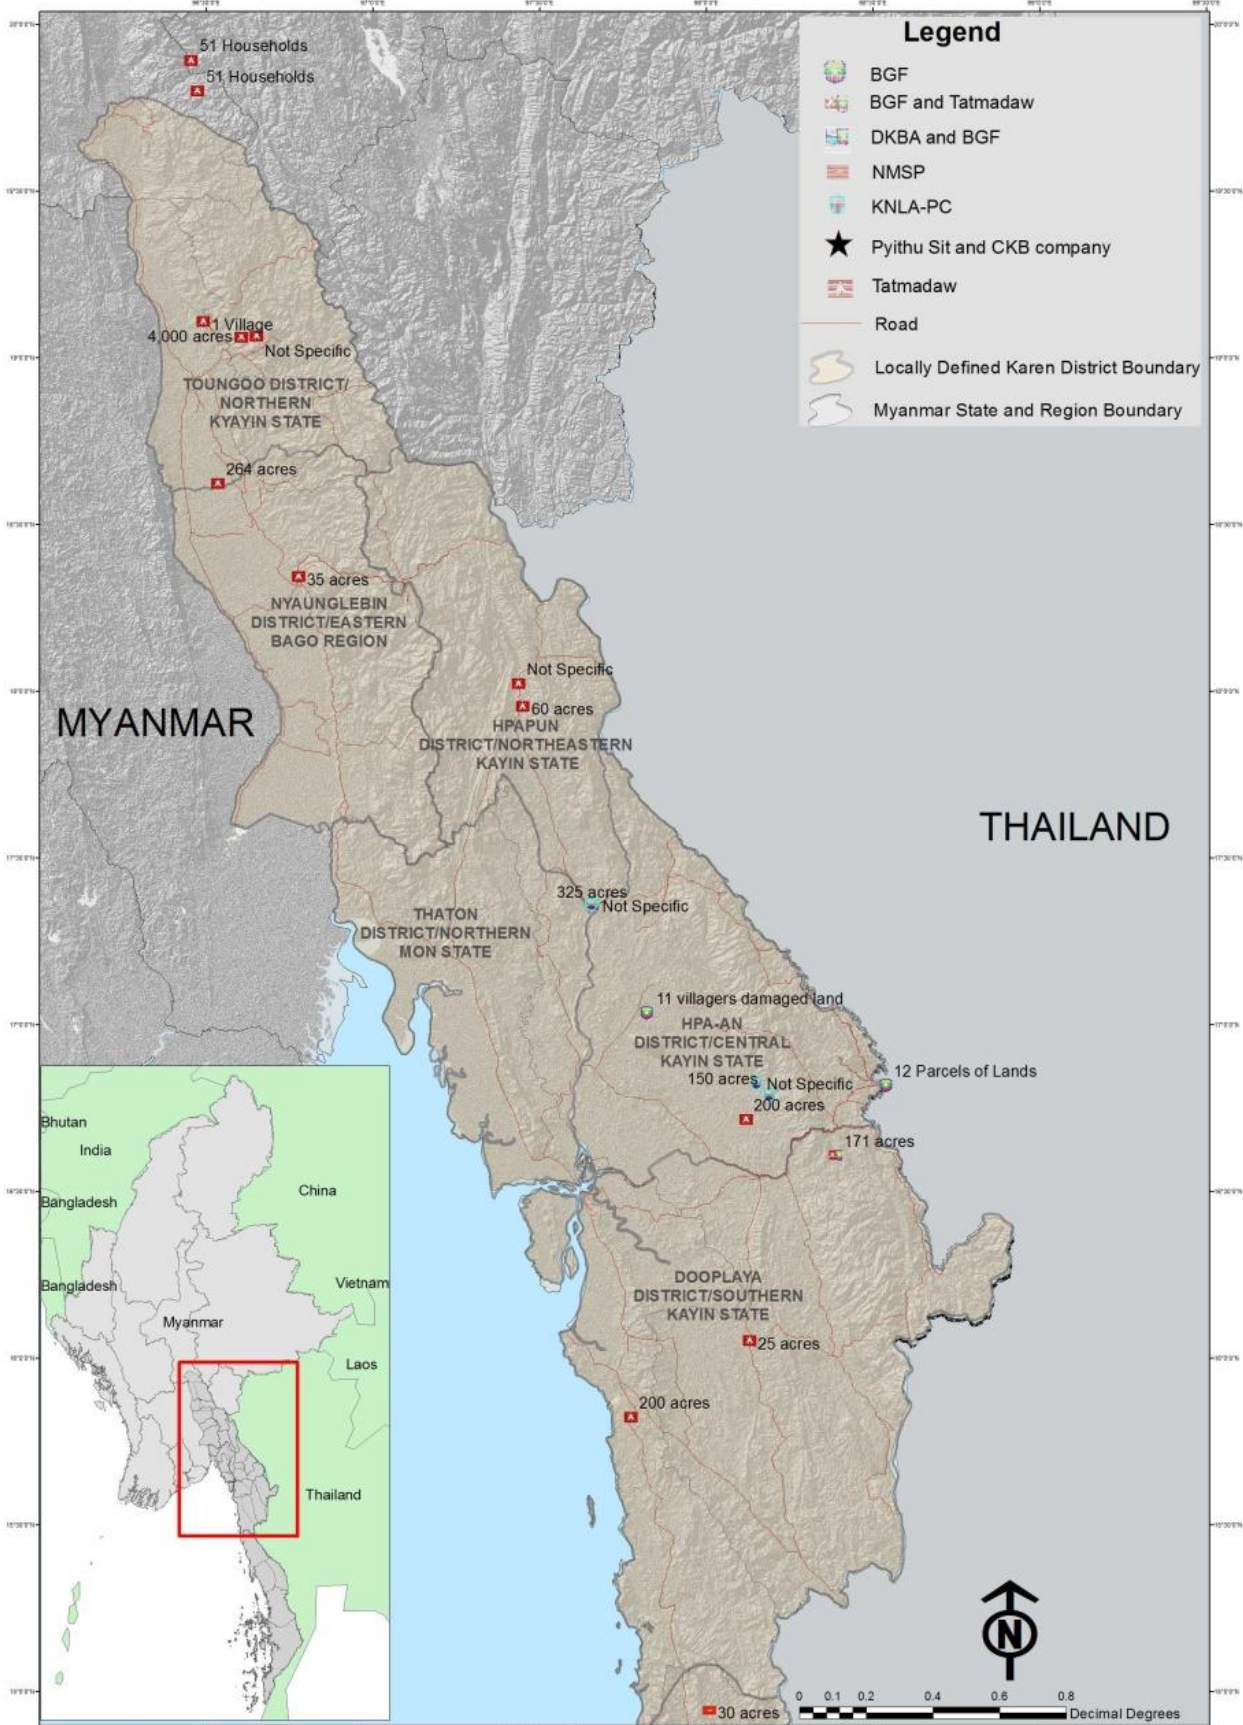 Legend
BGF
BGF and Tatmadaw
DKBA and BGF
NMSP
KNLA-PC
Pyithu Sit and CKB company
Tatmadaw
Road
Locally Defined Karen District Boundary
Myanmar State and Region Boundary
51 Households
51 Households
1 Village
4,000 acres
Not Specific
TOUNGOO DISTRICT/
NORTHERN
KYAYIN STATE
264 acres
35 acres
NYAUNGLEBIN
DISTRICT/EASTERN
BAGO REGION
Not Specific
60 acres
MYANMAR
HPAPUN
DISTRICT/NORTHEASTERN
KAYIN STATE
THAILAND
325 acres
Not Specific
THATON
DISTRICT/NORTHERN
MON STATE
11 villagers damaged land
HPA-AN
DISTRICT/CENTRAL
KAYIN STATE
12 Parcels of Lands
150 acres
Not Specific
200 acres
171 acres
DOOPLAYA
DISTRICT/SOUTHERN
KAYIN STATE
25 acres
200 acres
30 acres
Bhutan
India
China
Bangladesh
Bangladesh
Vietnam
Myanmar
Laos
Thailand
N
0 0.1 0.2 0.4 0.6 0.8
Decimal Degrees